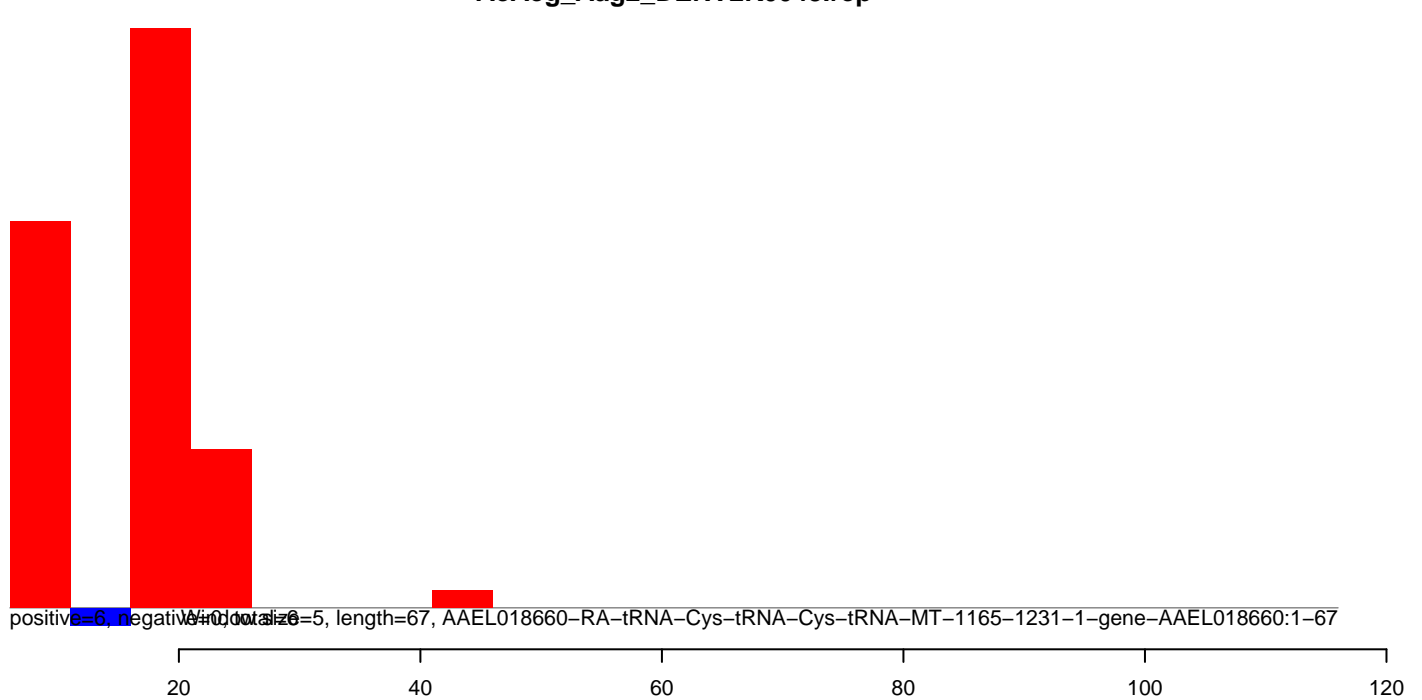 positive=6, negative=0, total=6
Window size=5, length=67, AAEL018660−RA−tRNA−Cys−tRNA−Cys−tRNA−MT−1165−1231−1−gene−AAEL018660:1−67
20 40 60 80 100 120